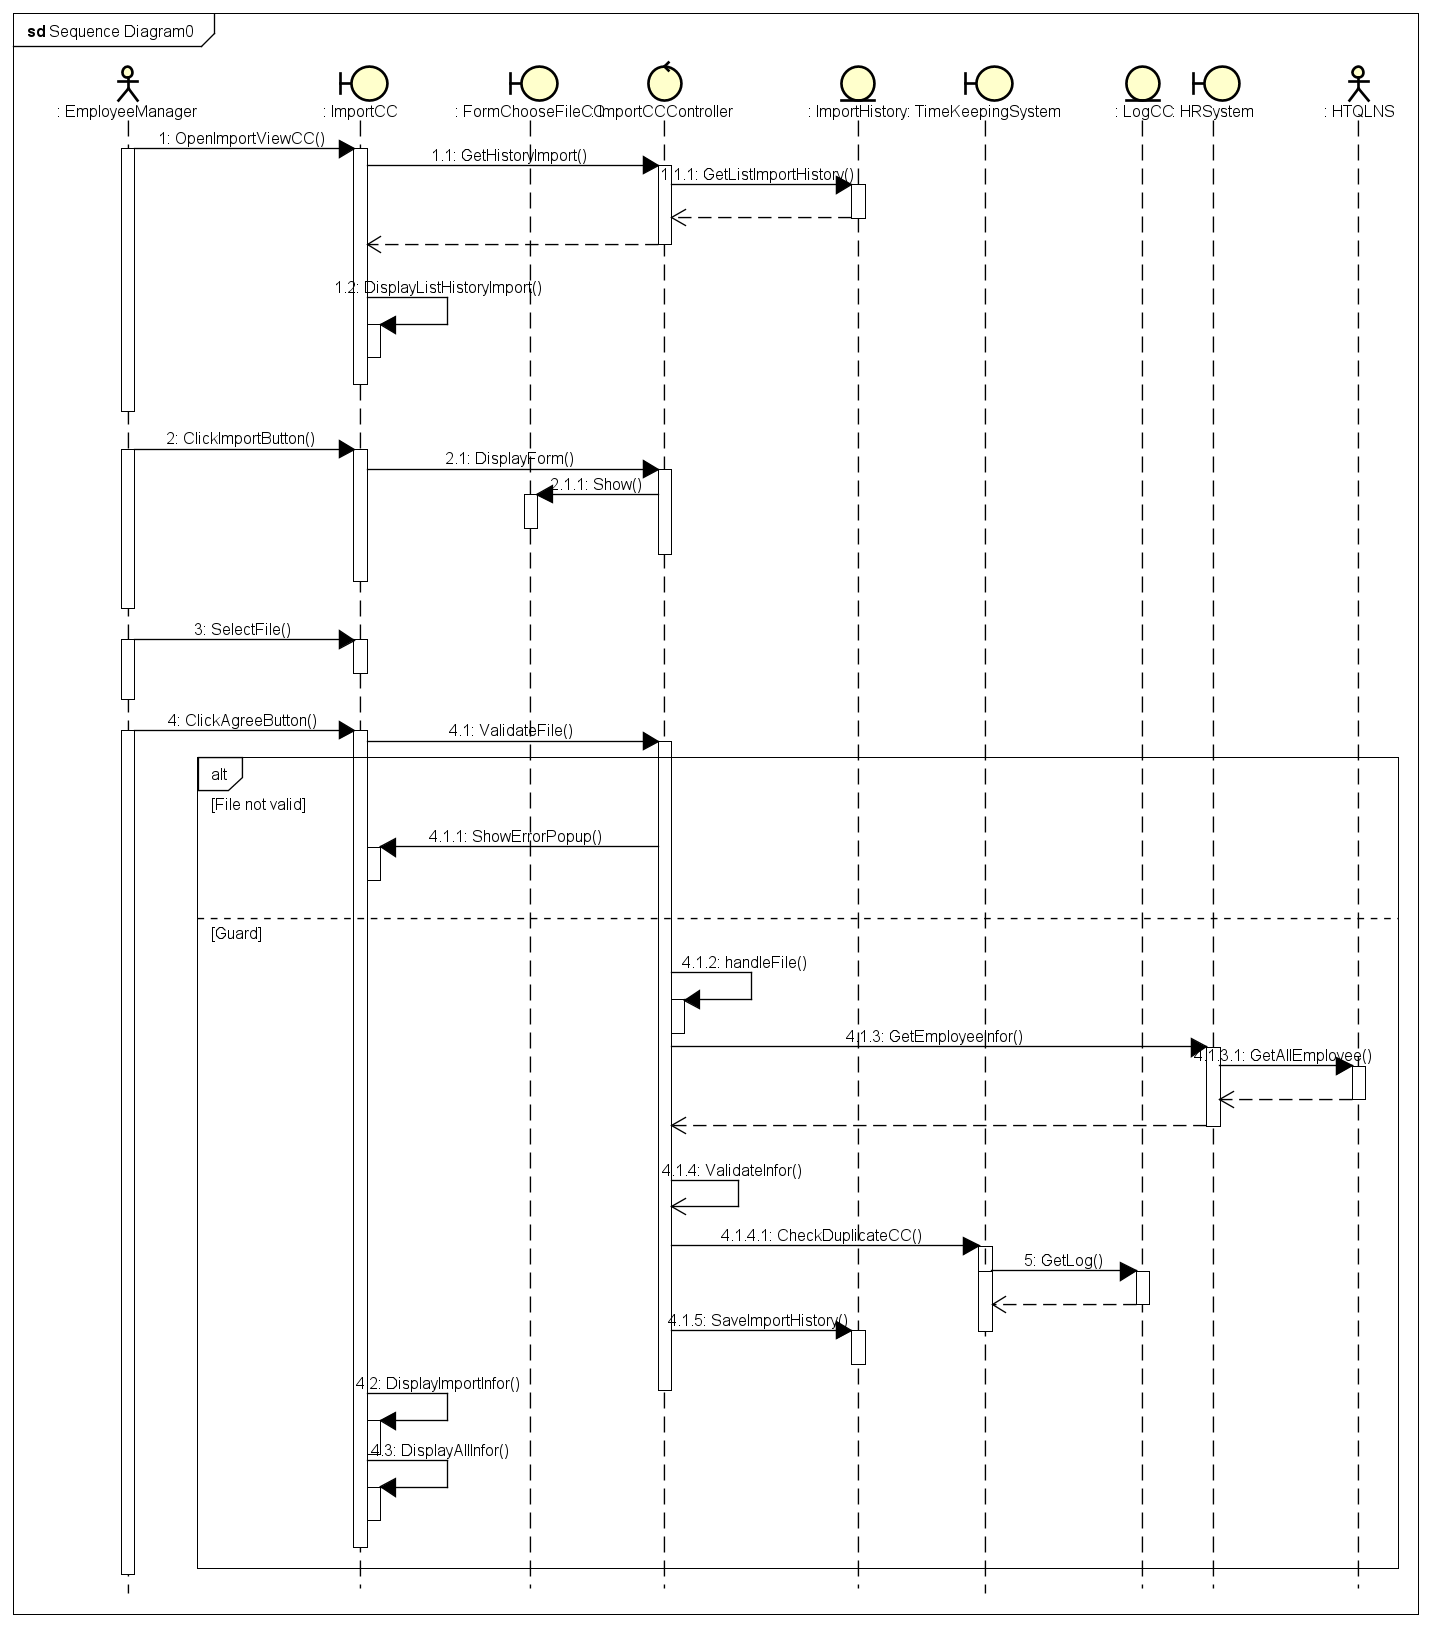 sd Sequence Diagram0
: EmployeeManager
: ImportCC
: FormChooseFileCC
ImportCCController
: ImportHistory
: TimeKeepingSystem
: LogCC
: HRSystem
: HTQLNS
1: OpenImportViewCC()
1.1: GetHistoryImport()
1.1.1: GetListImportHistory()
1.2: DisplayListHistoryImport()
2: ClickImportButton()
2.1: DisplayForm()
2.1.1: Show()
3: SelectFile()
4: ClickAgreeButton()
4.1: ValidateFile()
alt
[File not valid]
4.1.1: ShowErrorPopup()
[Guard]
4.1.2: handleFile()
4.1.3: GetEmployeeInfor()
4.1.3.1: GetAllEmployee()
4.1.4: ValidateInfor()
4.1.4.1: CheckDuplicateCC()
5: GetLog()
4.1.5: SaveImportHistory()
4.2: DisplayImportInfor()
4.3: DisplayAllInfor()